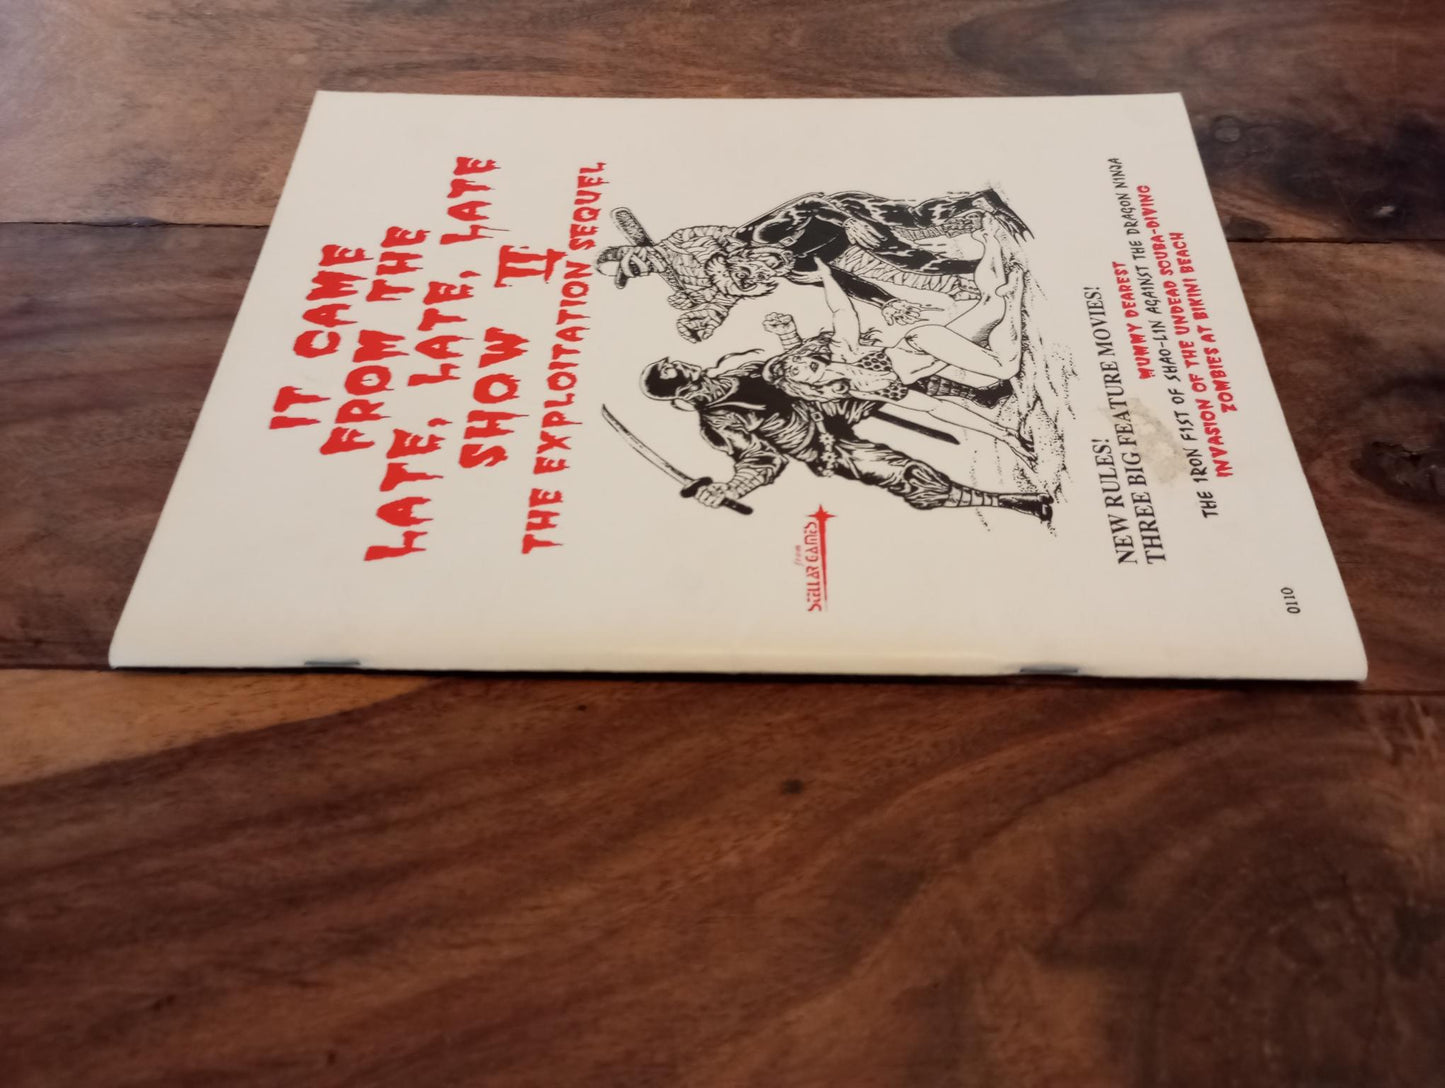 IT CAME
FROM THE
LATE, LATE, LATE
SHOW II:
THE EXPLOITATION SEQUEL
from
STELLAR GAMES
NEW RULES!
THREE BIG FEATURE MOVIES!
MUMMY DEAREST
THE IRON FIST OF SHAO-LIN AGAINST THE DRAGON NINJA
INVASION OF THE UNDEAD SCUBA-DIVING
ZOMBIES AT BIKINI BEACH
0110